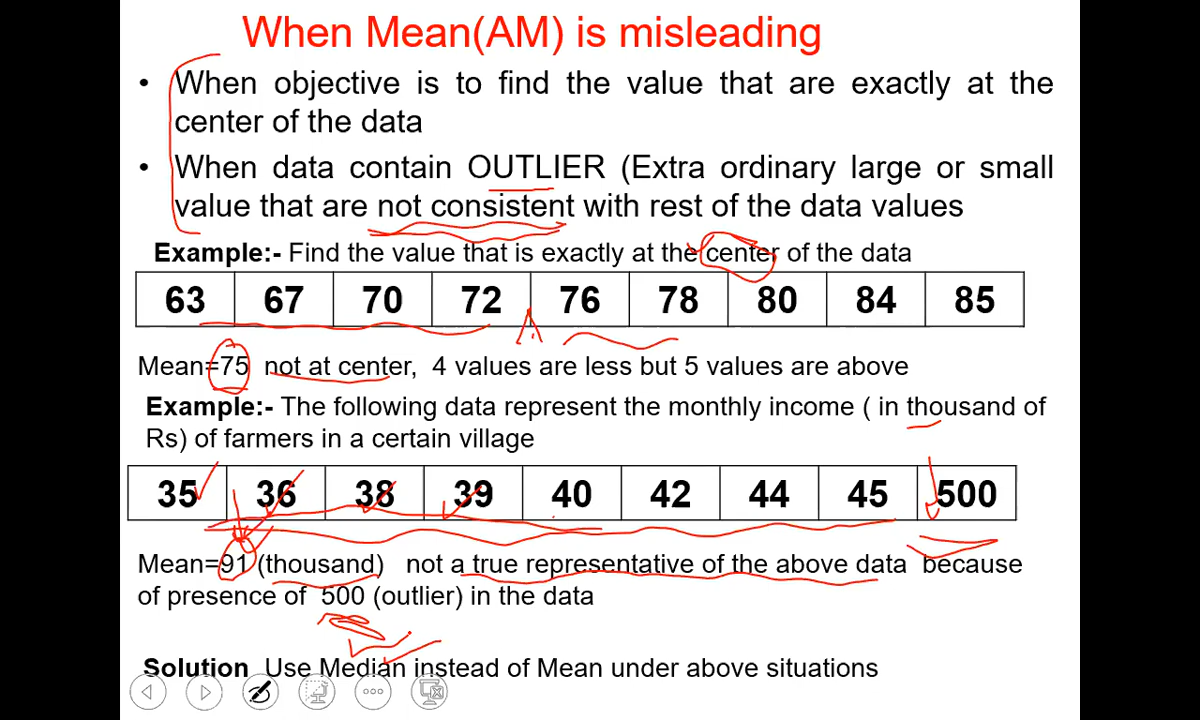 When Mean(AM) is misleading
• When objective is to find the value that are exactly at the
center of the data
• When data contain OUTLIER (Extra ordinary large or small
value that are not consistent with rest of the data values
Example:- Find the value that is exactly at the center of the data
63 67 70 72 76 78 80 84 85
Mean=75 not at center, 4 values are less but 5 values are above
Example:- The following data represent the monthly income ( in thousand of
Rs) of farmers in a certain village
35 36 38 39 40 42 44 45 500
Mean=91 (thousand) not a true representative of the above data because
of presence of 500 (outlier) in the data
Solution Use Median instead of Mean under above situations